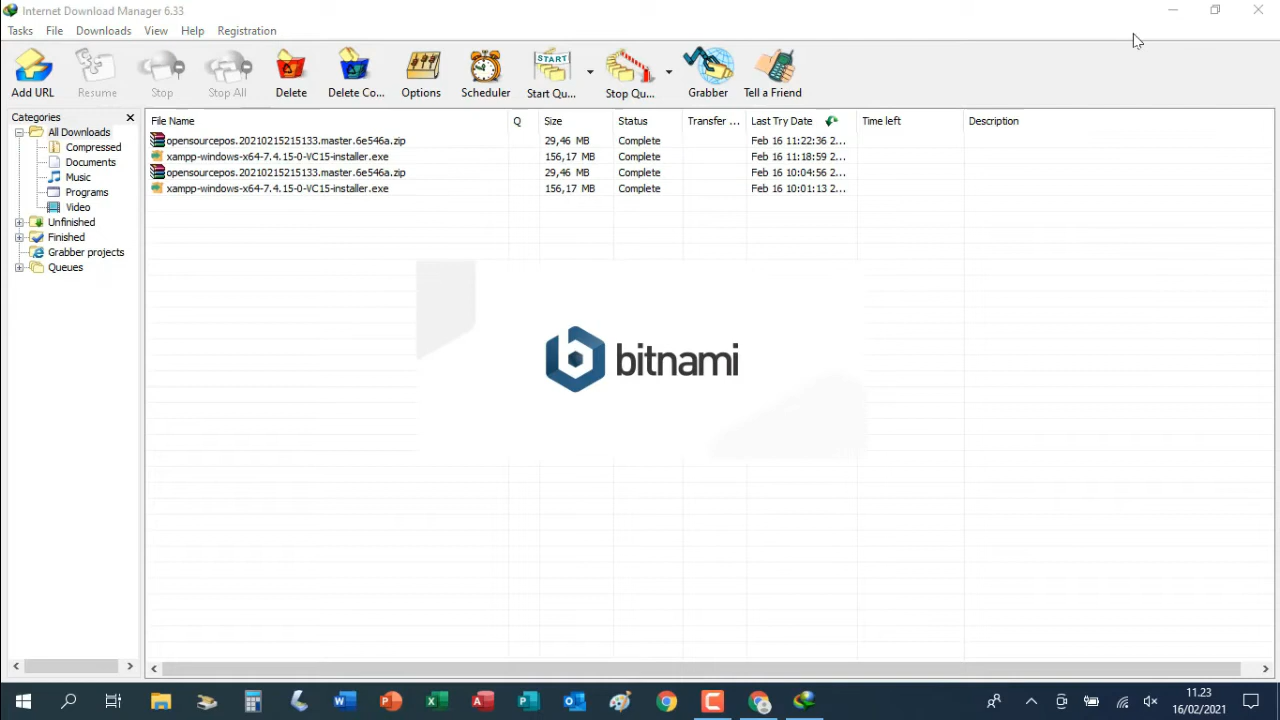 Internet Download Manager 6.33
Tasks File Downloads View Help Registration
Add URL Resume Stop Stop All Delete Delete Co... Options Scheduler Start Qu... Stop Qu... Grabber Tell a Friend
START
Categories
All Downloads
Compressed
Documents
Music
Programs
Video
Unfinished
Finished
Grabber projects
Queues
File Name Q Size Status Transfer ... Last Try Date Time left Description
opensourcepos.20210215215133.master.6e546a.zip 29,46 MB Complete Feb 16 11:22:36 2...
xampp-windows-x64-7.4.15-0-VC15-installer.exe 156,17 MB Complete Feb 16 11:18:59 2...
opensourcepos.20210215215133.master.6e546a.zip 29,46 MB Complete Feb 16 10:04:56 2...
xampp-windows-x64-7.4.15-0-VC15-installer.exe 156,17 MB Complete Feb 16 10:01:13 2...
bitnami
11.23
16/02/2021